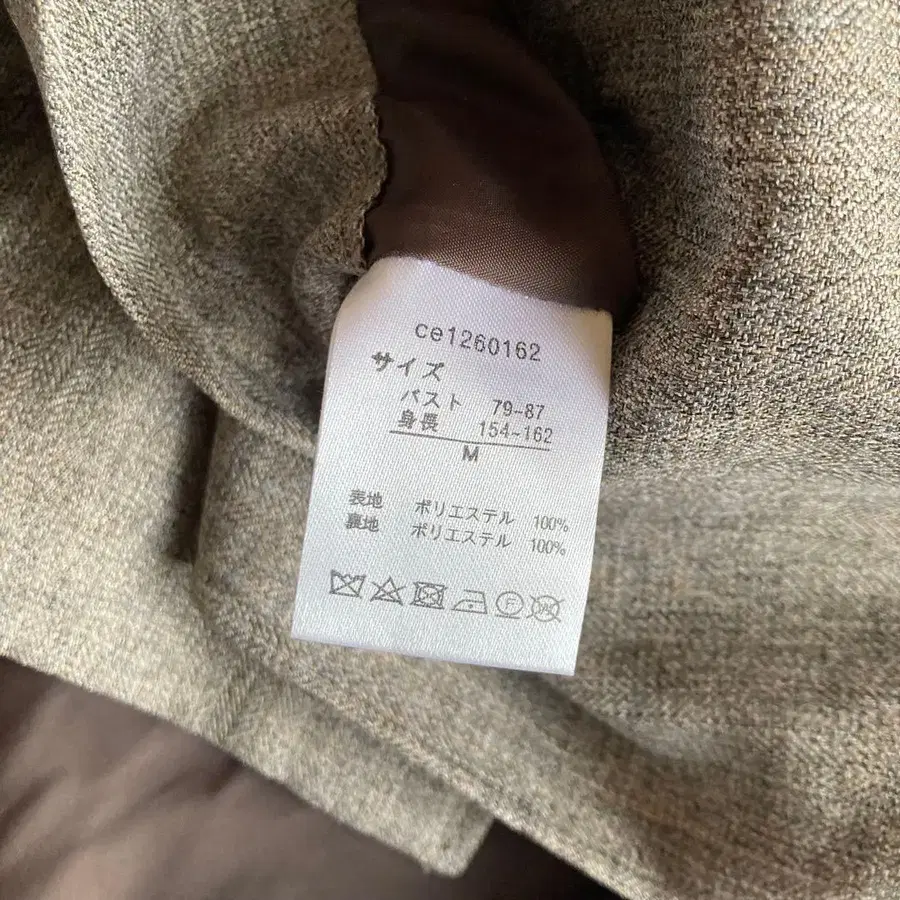 ce1260162
サイズ
バスト 79-87
身長 154~162
M
表地 ポリエステル 100%
裏地 ポリエステル 100%
F W